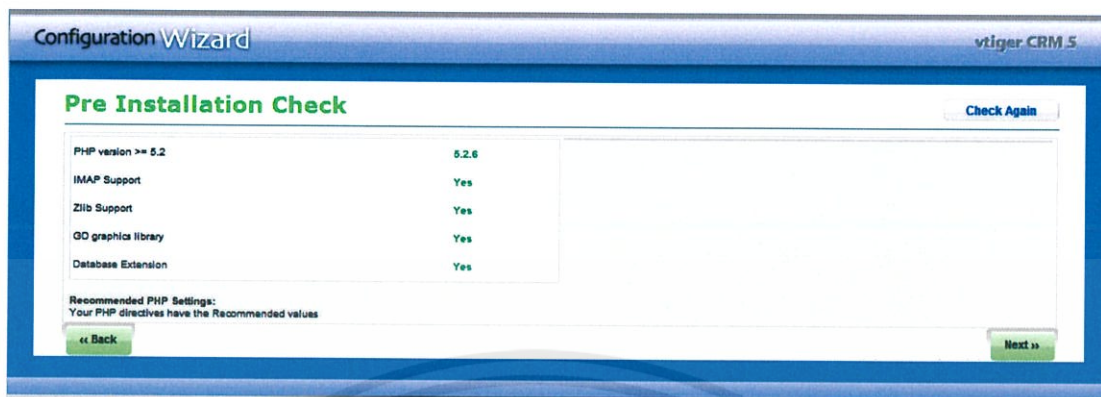 Configuration Wizard
vtiger CRM 5
Pre Installation Check
Check Again
PHP version >= 5.2 5.2.6
IMAP Support Yes
Zlib Support Yes
GD graphics library Yes
Database Extension Yes
Recommended PHP Settings:
Your PHP directives have the Recommended values
‹‹ Back
Next ››